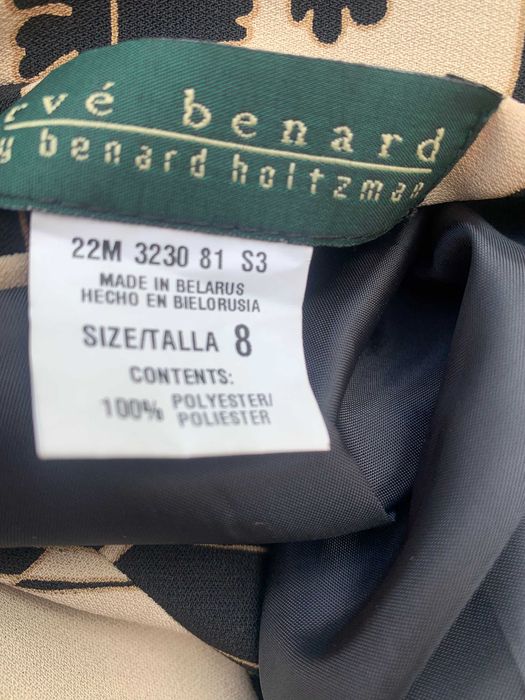 rvé benard
y benard holtzman
22M 3230 81 S3
MADE IN BELARUS
HECHO EN BIELORUSIA
SIZE/TALLA 8
CONTENTS:
100% POLYESTER/
POLIESTER